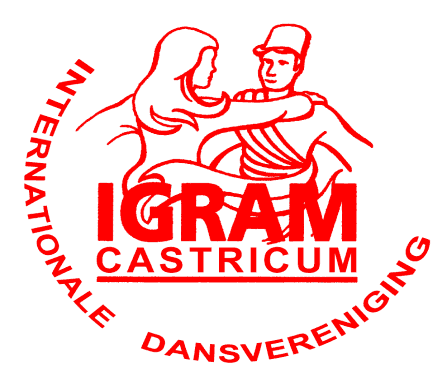 IGRAM
CASTRICUM
INTERNATIONALE DANSVERENIGING